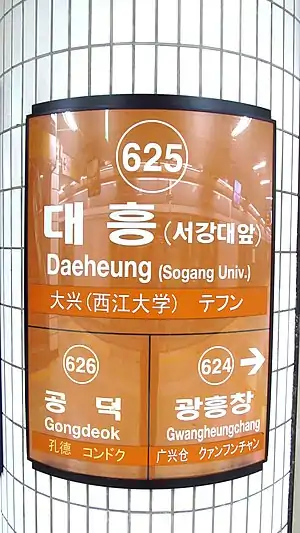 625
대흥(서강대앞)
Daeheung (Sogang Univ.)
大兴(西江大学) テフン
626
공덕
Gongdeok
孔德 コンドク
624
광흥창
Gwangheungchang
广兴仓 クァンフンチャン